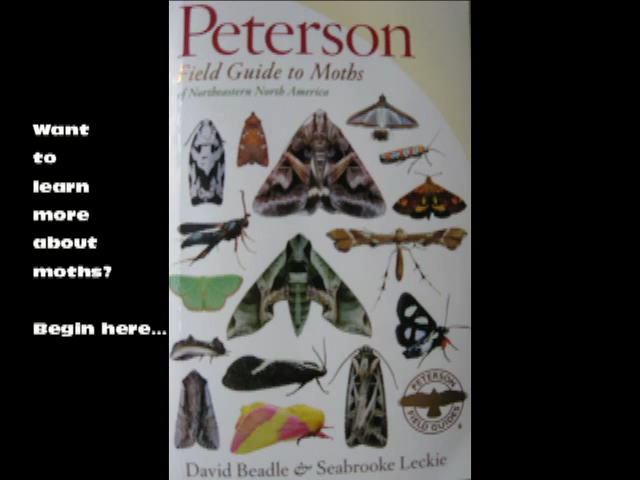 Peterson
Field Guide to Moths
of Northeastern North America
Want
to
learn
more
about
moths?
Begin here...
PETERSON
FIELD GUIDES
David Beadle & Seabrooke Leckie